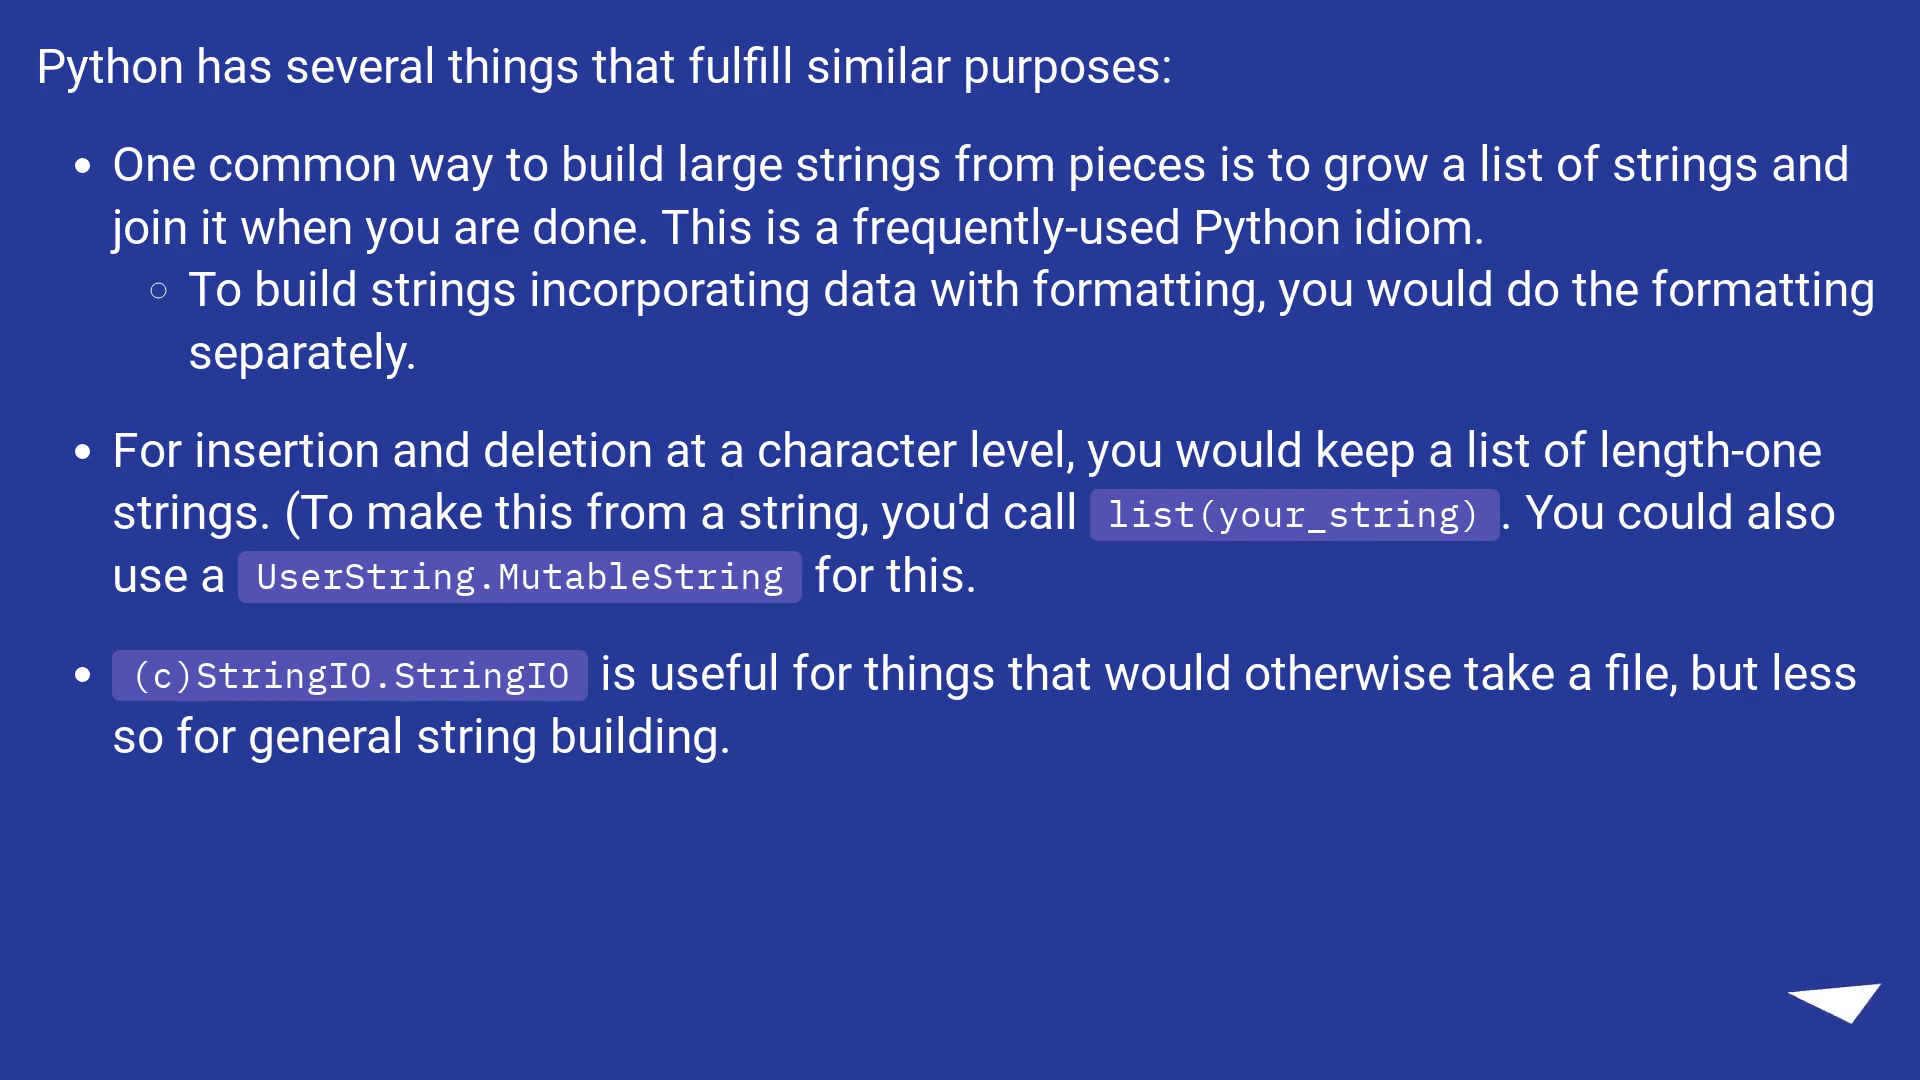 Python has several things that fulfill similar purposes:
One common way to build large strings from pieces is to grow a list of strings and
join it when you are done. This is a frequently-used Python idiom.
To build strings incorporating data with formatting, you would do the formatting
separately.
For insertion and deletion at a character level, you would keep a list of length-one
strings. (To make this from a string, you'd call list(your_string) . You could also
use a UserString.MutableString for this.
(c)StringIO.StringIO is useful for things that would otherwise take a file, but less
so for general string building.